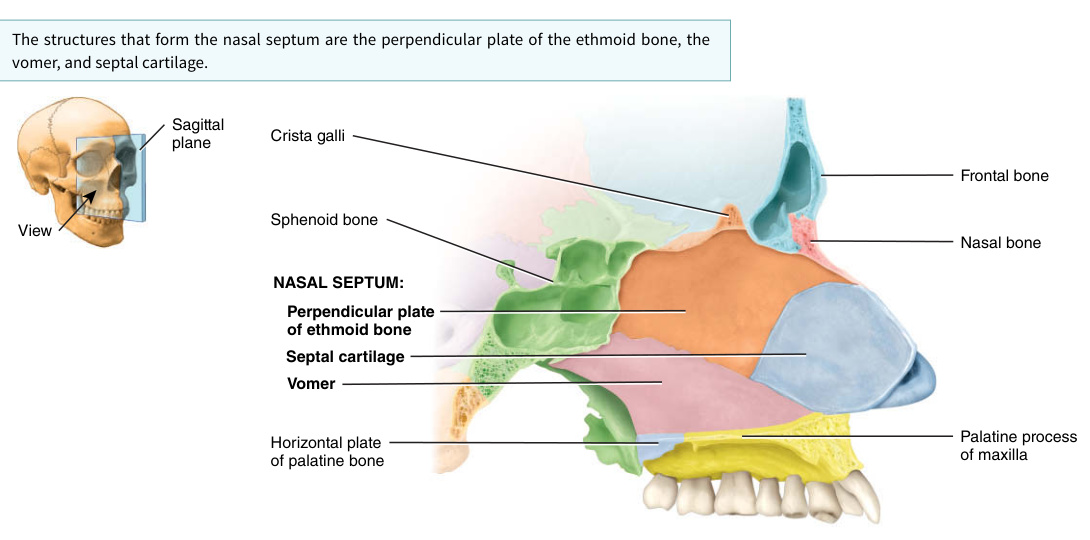 The structures that form the nasal septum are the perpendicular plate of the ethmoid bone, the
vomer, and septal cartilage.
Sagittal
plane
View
Crista galli
Sphenoid bone
NASAL SEPTUM:
Perpendicular plate
of ethmoid bone
Septal cartilage
Vomer
Horizontal plate
of palatine bone
Frontal bone
Nasal bone
Palatine process
of maxilla